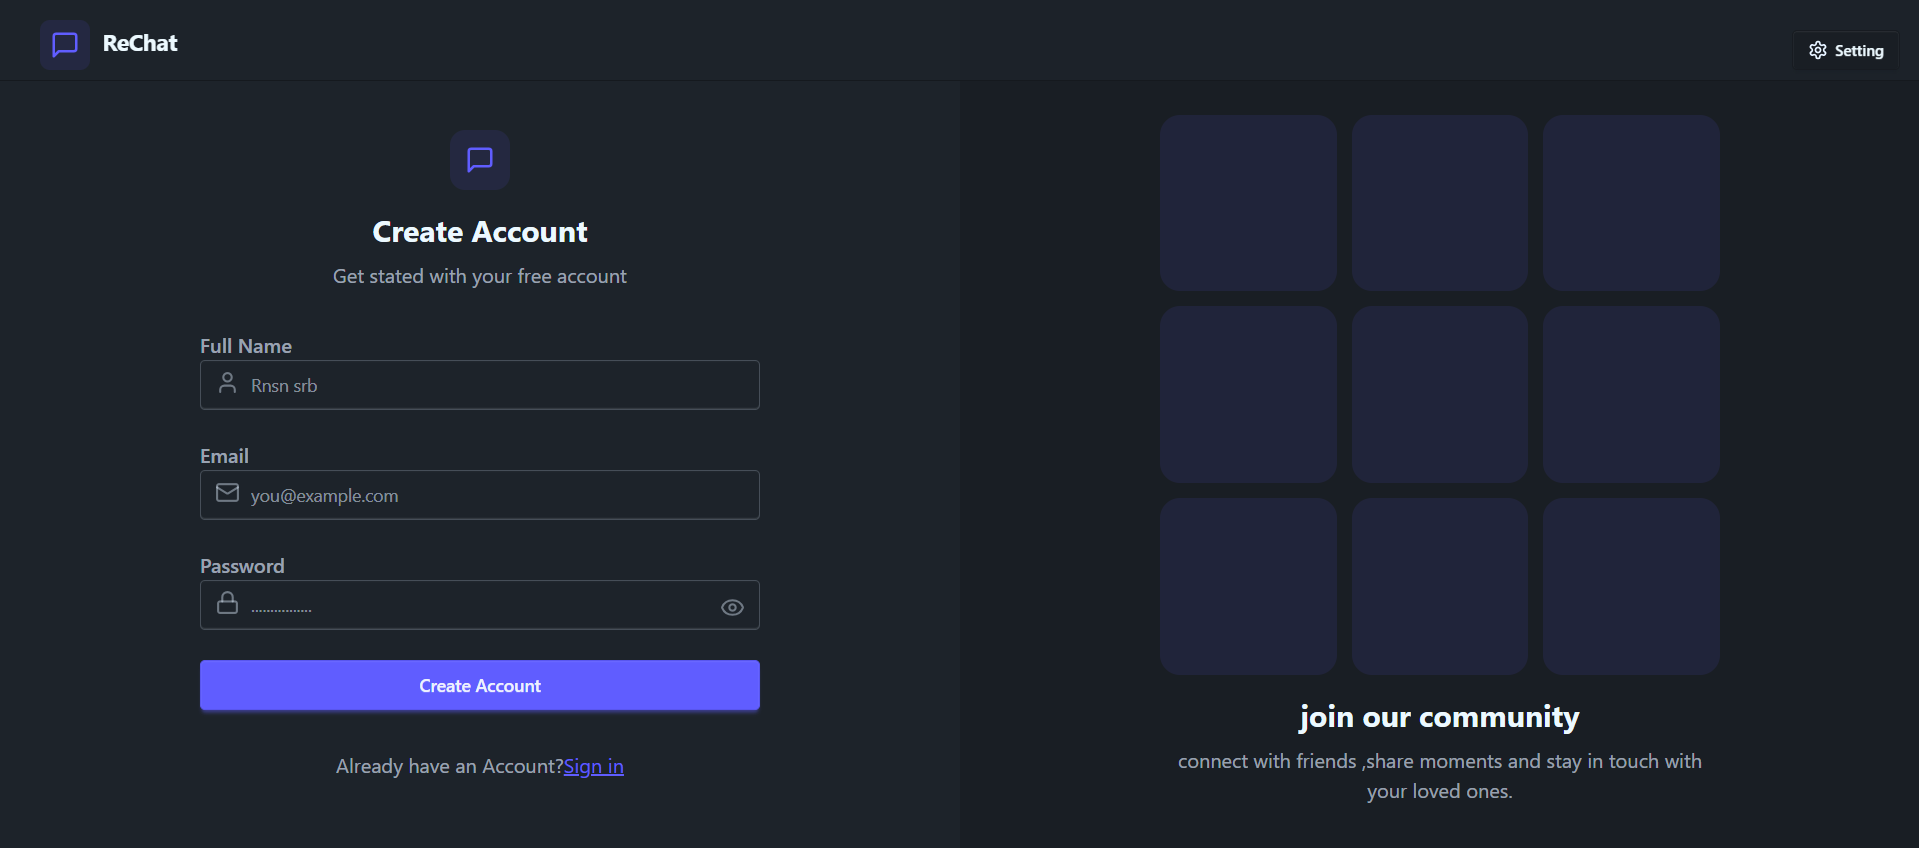 ReChat
Setting
Create Account
Get stated with your free account
Full Name
Rnsn srb
Email
you@example.com
Password
................
Create Account
Already have an Account?Sign in
join our community
connect with friends ,share moments and stay in touch with
your loved ones.